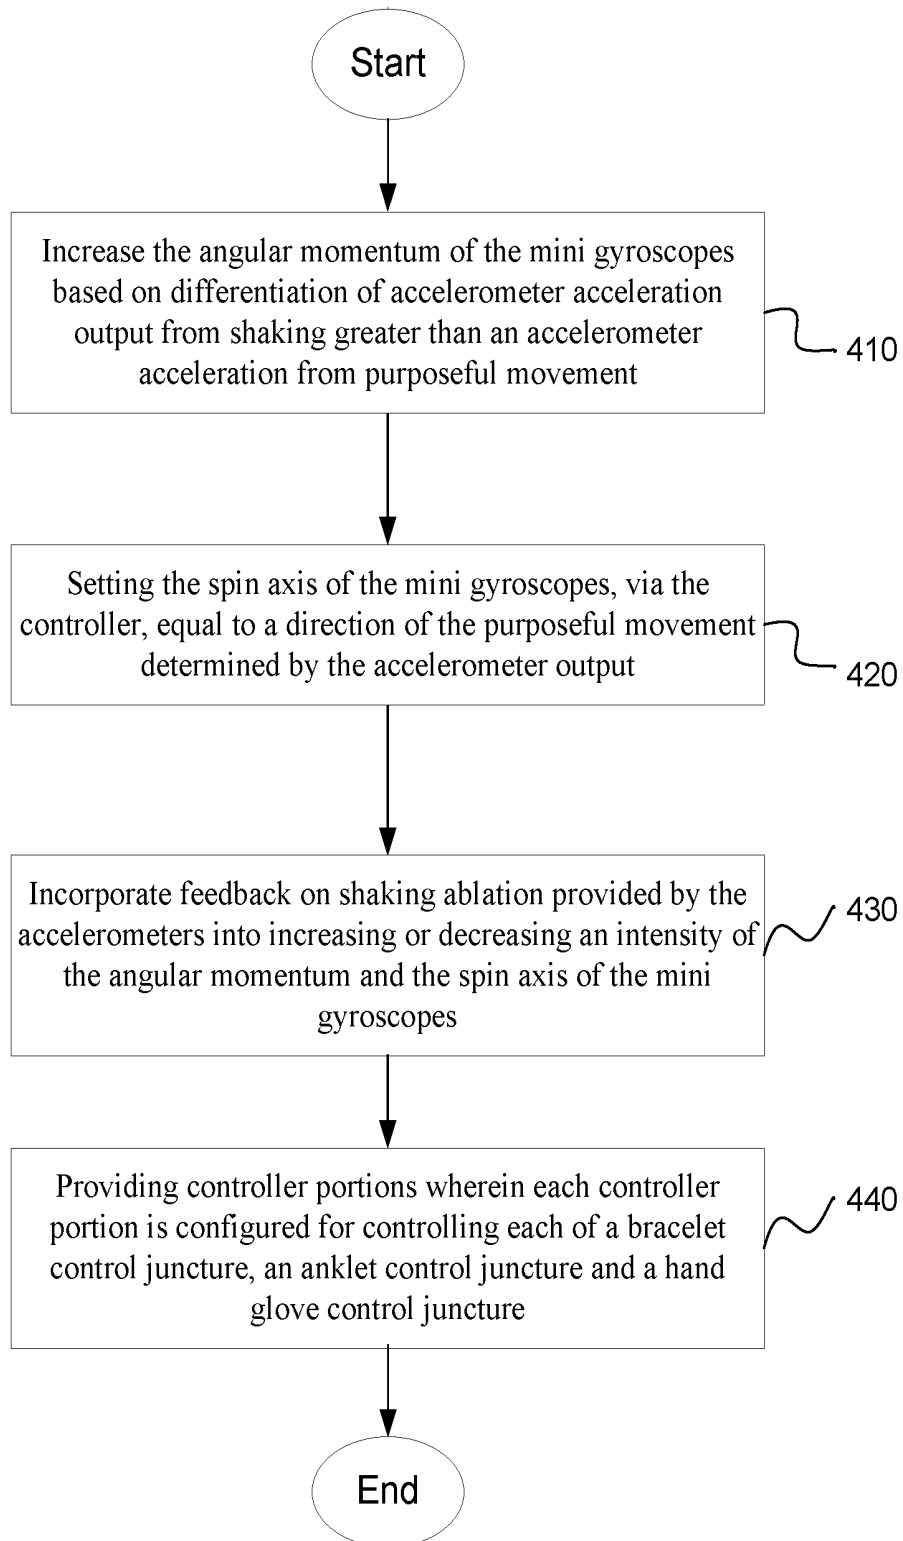 Start
Increase the angular momentum of the mini gyroscopes
based on differentiation of accelerometer acceleration
output from shaking greater than an accelerometer
acceleration from purposeful movement
410
Setting the spin axis of the mini gyroscopes, via the
controller, equal to a direction of the purposeful movement
determined by the accelerometer output
420
Incorporate feedback on shaking ablation provided by the
accelerometers into increasing or decreasing an intensity of
the angular momentum and the spin axis of the mini
gyroscopes
430
Providing controller portions wherein each controller
portion is configured for controlling each of a bracelet
control juncture, an anklet control juncture and a hand
glove control juncture
440
End